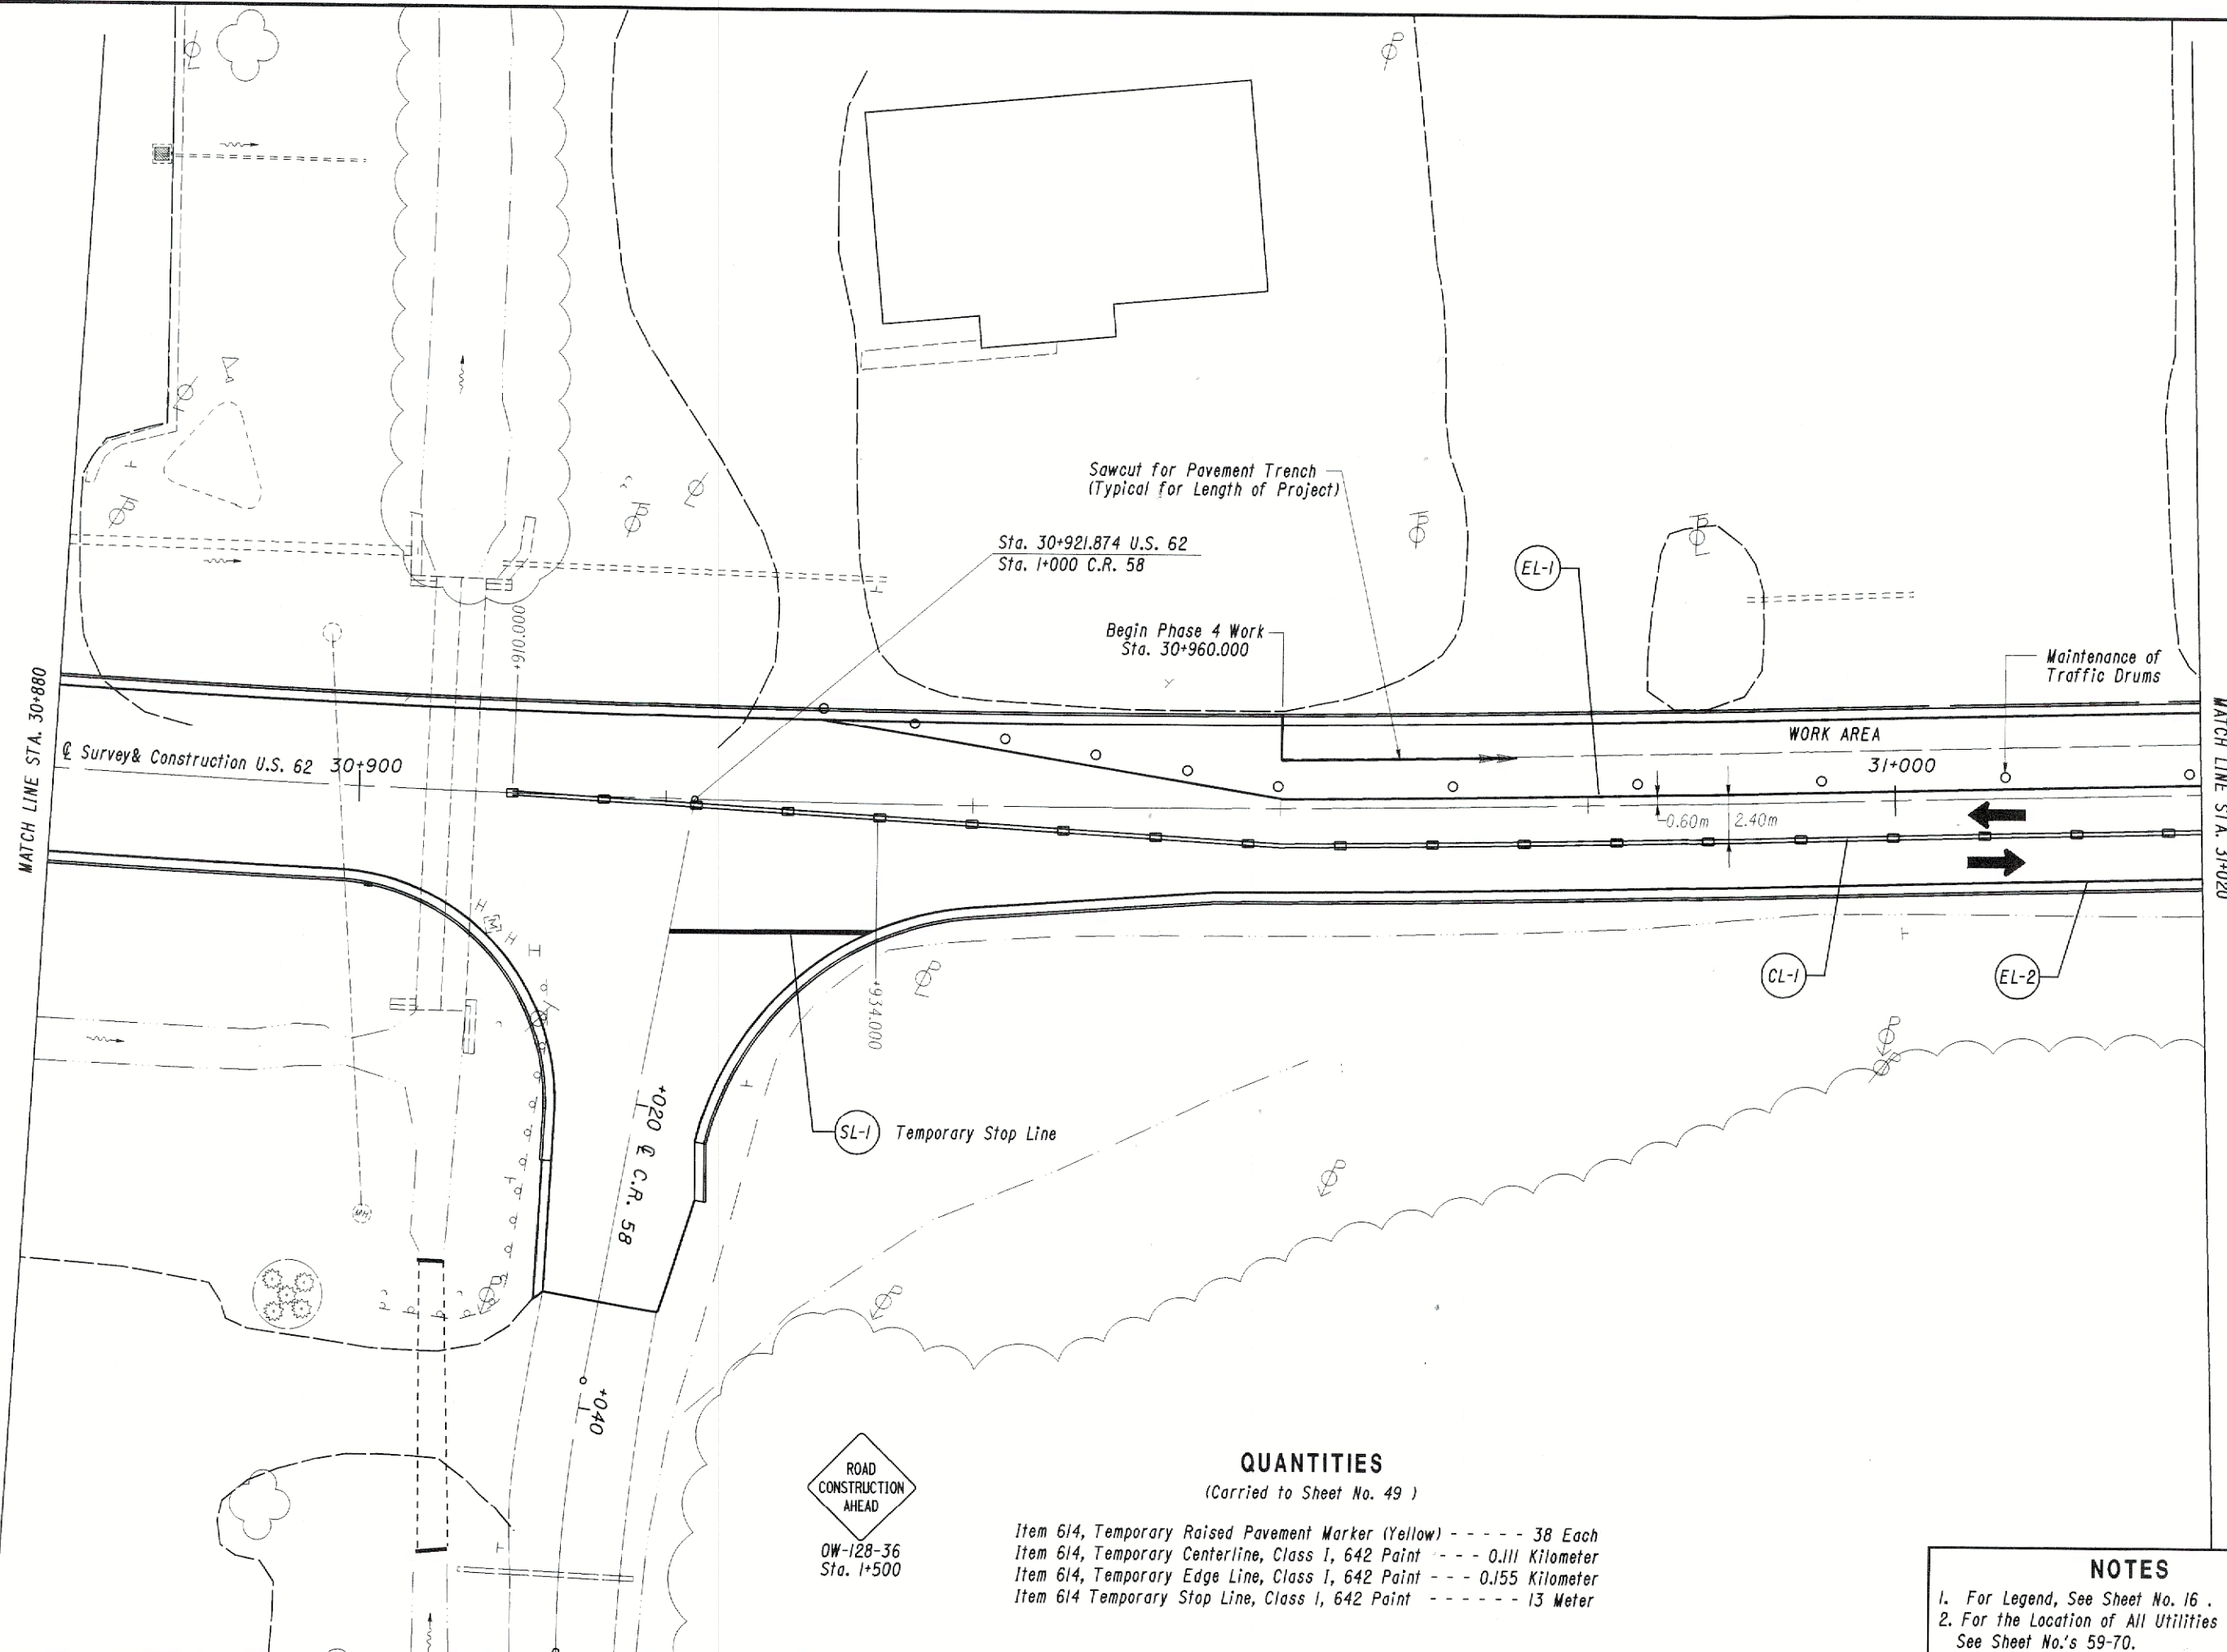 Sawcut for Pavement Trench
(Typical for Length of Project)
Sta. 30+921.874 U.S. 62
Sta. 1+000 C.R. 58
EL-1
Begin Phase 4 Work
Sta. 30+960.000
Maintenance of
Traffic Drums
+910.000
MATCH LINE STA. 30+880
MATCH LINE STA. 31+020
WORK AREA
℄ Survey& Construction U.S. 62 30+900
31+000
0.60m
2.40m
CL-1
EL-2
+934.000
SL-1 Temporary Stop Line
+020 ℄ C.R. 58
MH
+040
ROAD
CONSTRUCTION
AHEAD
OW-128-36
Sta. 1+500
QUANTITIES
(Carried to Sheet No. 49 )
Item 614, Temporary Raised Pavement Marker (Yellow) - - - - - 38 Each
Item 614, Temporary Centerline, Class I, 642 Paint - - - 0.111 Kilometer
Item 614, Temporary Edge Line, Class I, 642 Paint - - - 0.155 Kilometer
Item 614 Temporary Stop Line, Class I, 642 Paint - - - - - - 13 Meter
NOTES
1. For Legend, See Sheet No. 16 .
2. For the Location of All Utilities
See Sheet No.'s 59-70.